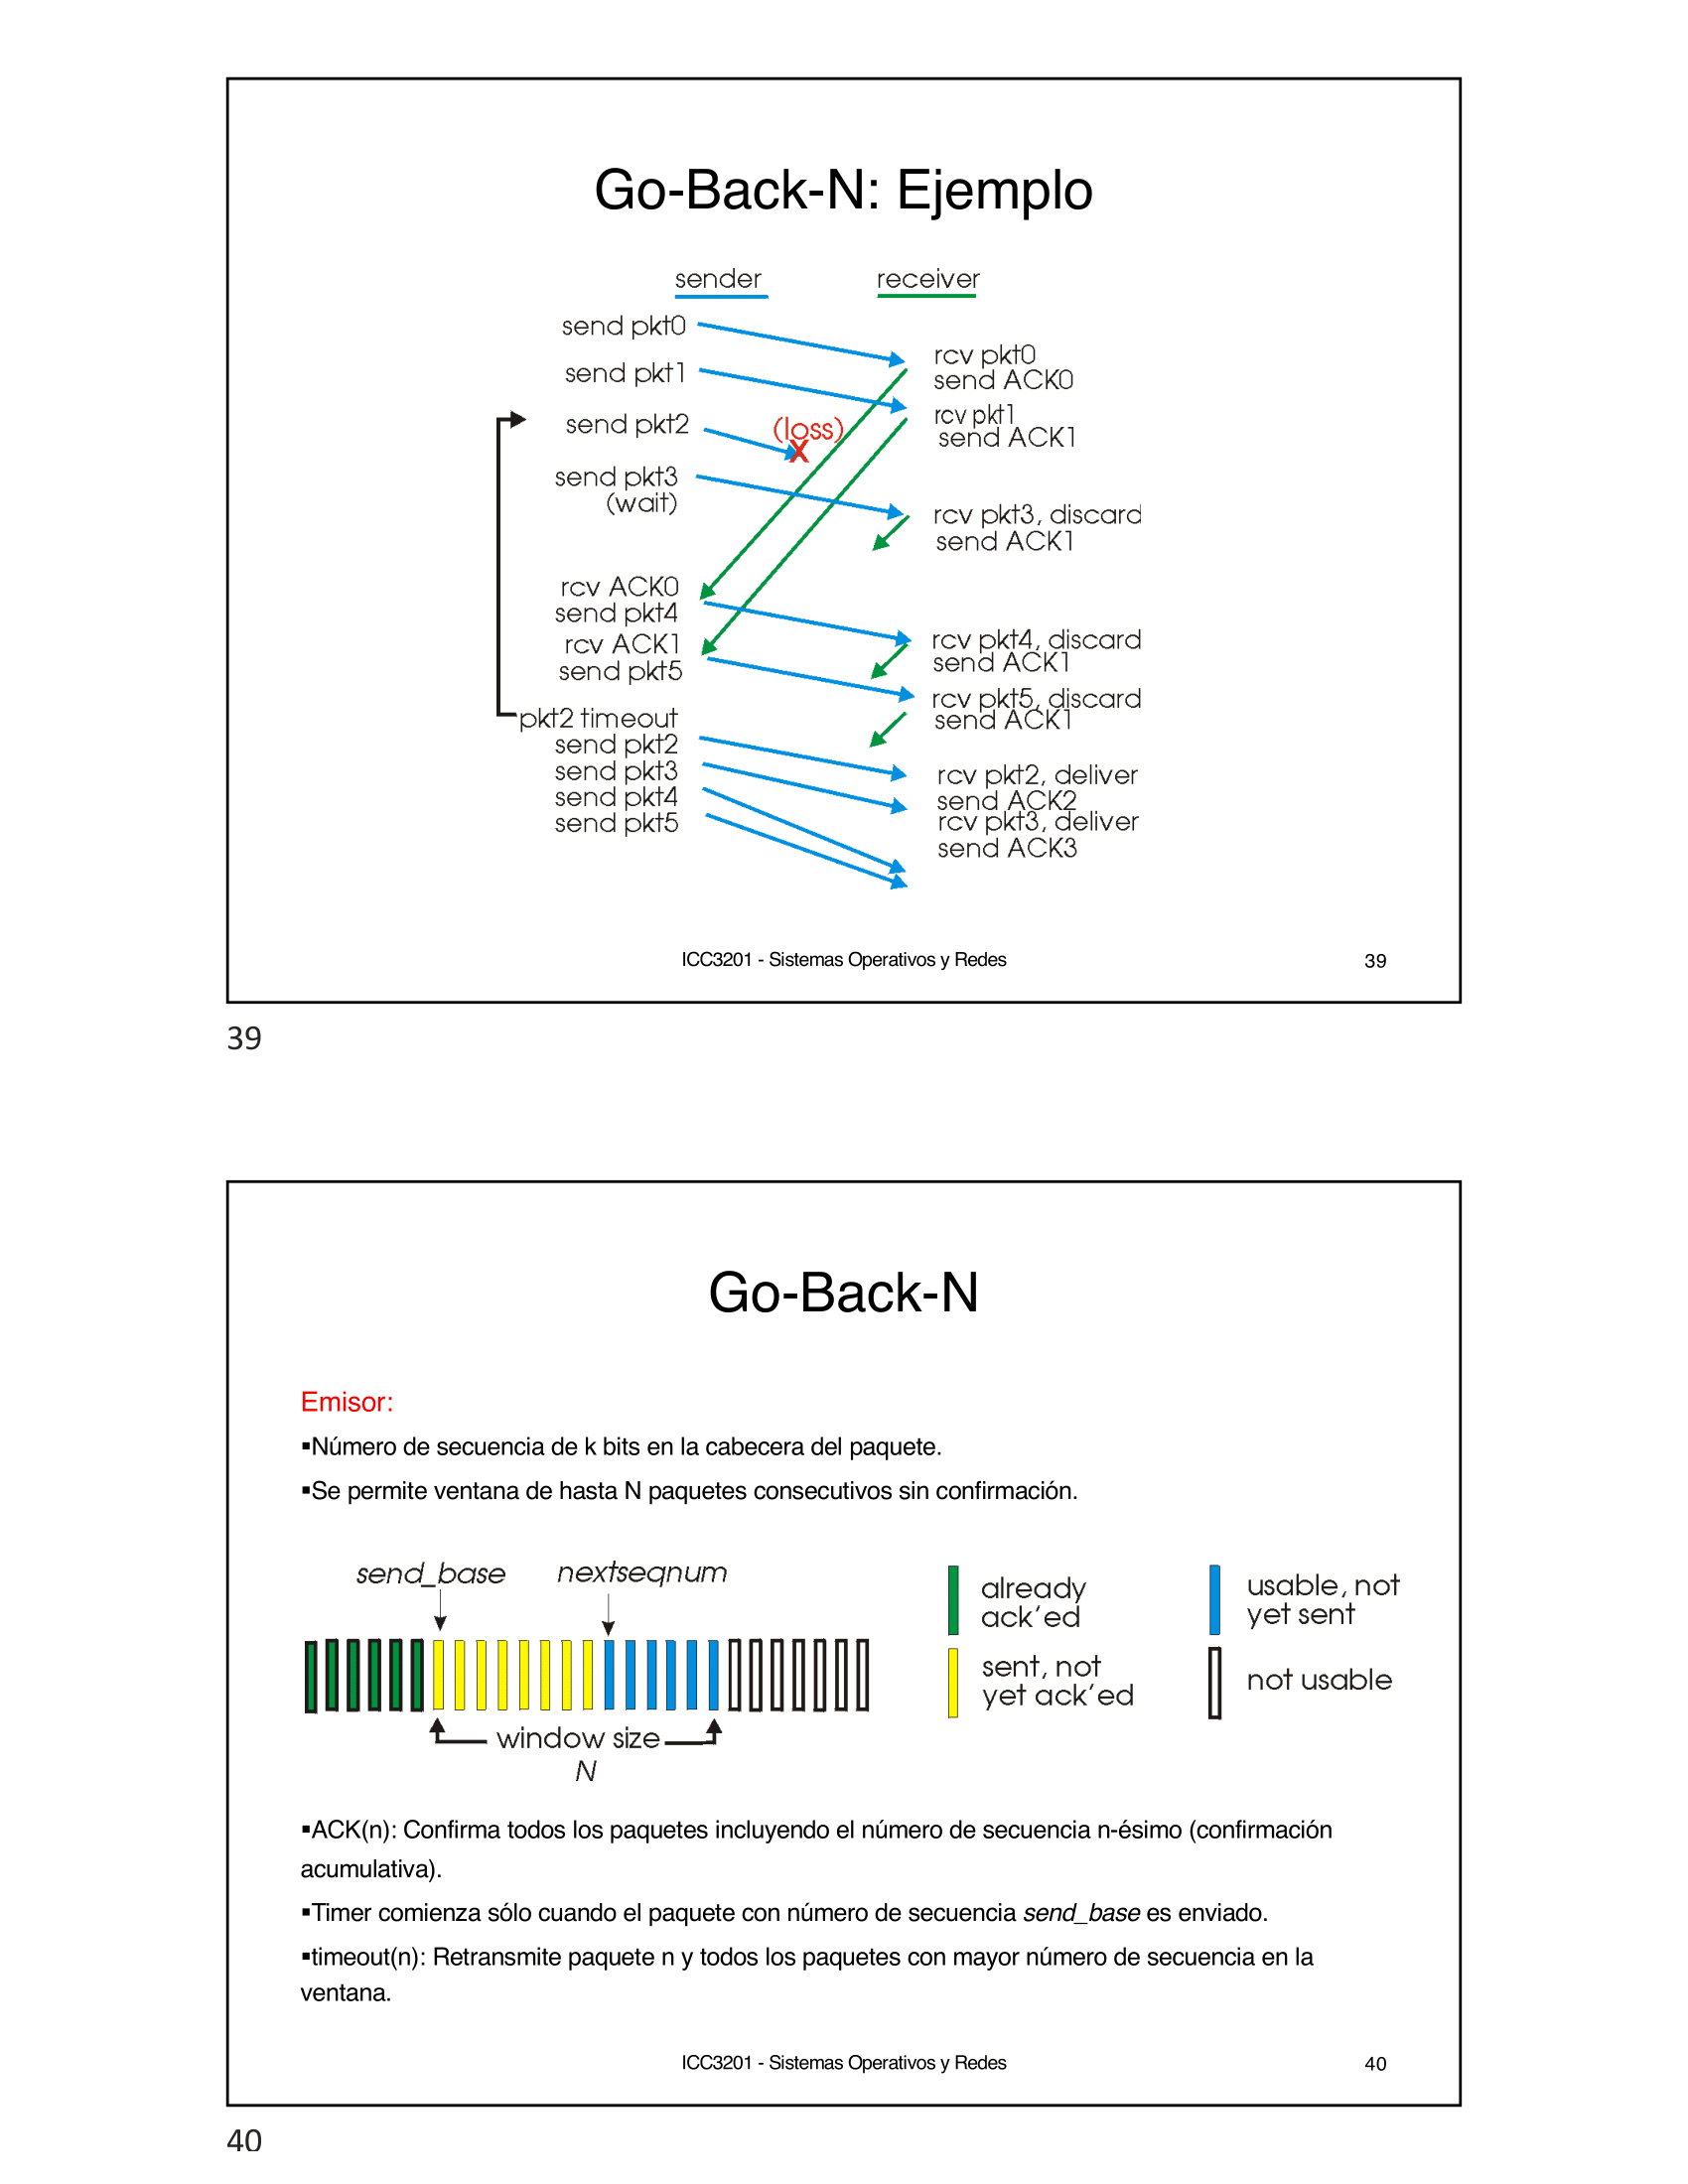 Go-Back-N: Ejemplo
sender receiver
send pkt0
rcv pkt0
send pkt1
send ACK0
rcv pkt1
send pkt2
(loss)
X
send ACK1
send pkt3
(wait)
rcv pkt3, discard
send ACK1
rcv ACK0
send pkt4
rcv ACK1
rcv pkt4, discard
send ACK1
send pkt5
rcv pkt5, discard
send ACK1
pkt2 timeout
send pkt2
send pkt3
rcv pkt2, deliver
send pkt4
send ACK2
send pkt5
rcv pkt3, deliver
send ACK3
ICC3201 - Sistemas Operativos y Redes 39
39
Go-Back-N
Emisor:
▪Número de secuencia de k bits en la cabecera del paquete.
▪Se permite ventana de hasta N paquetes consecutivos sin confirmación.
send_base nextseqnum
already
ack'ed
usable, not
yet sent
sent, not
yet ack'ed
not usable
window size
N
▪ACK(n): Confirma todos los paquetes incluyendo el número de secuencia n-ésimo (confirmación
acumulativa).
▪Timer comienza sólo cuando el paquete con número de secuencia send_base es enviado.
▪timeout(n): Retransmite paquete n y todos los paquetes con mayor número de secuencia en la
ventana.
ICC3201 - Sistemas Operativos y Redes 40
40